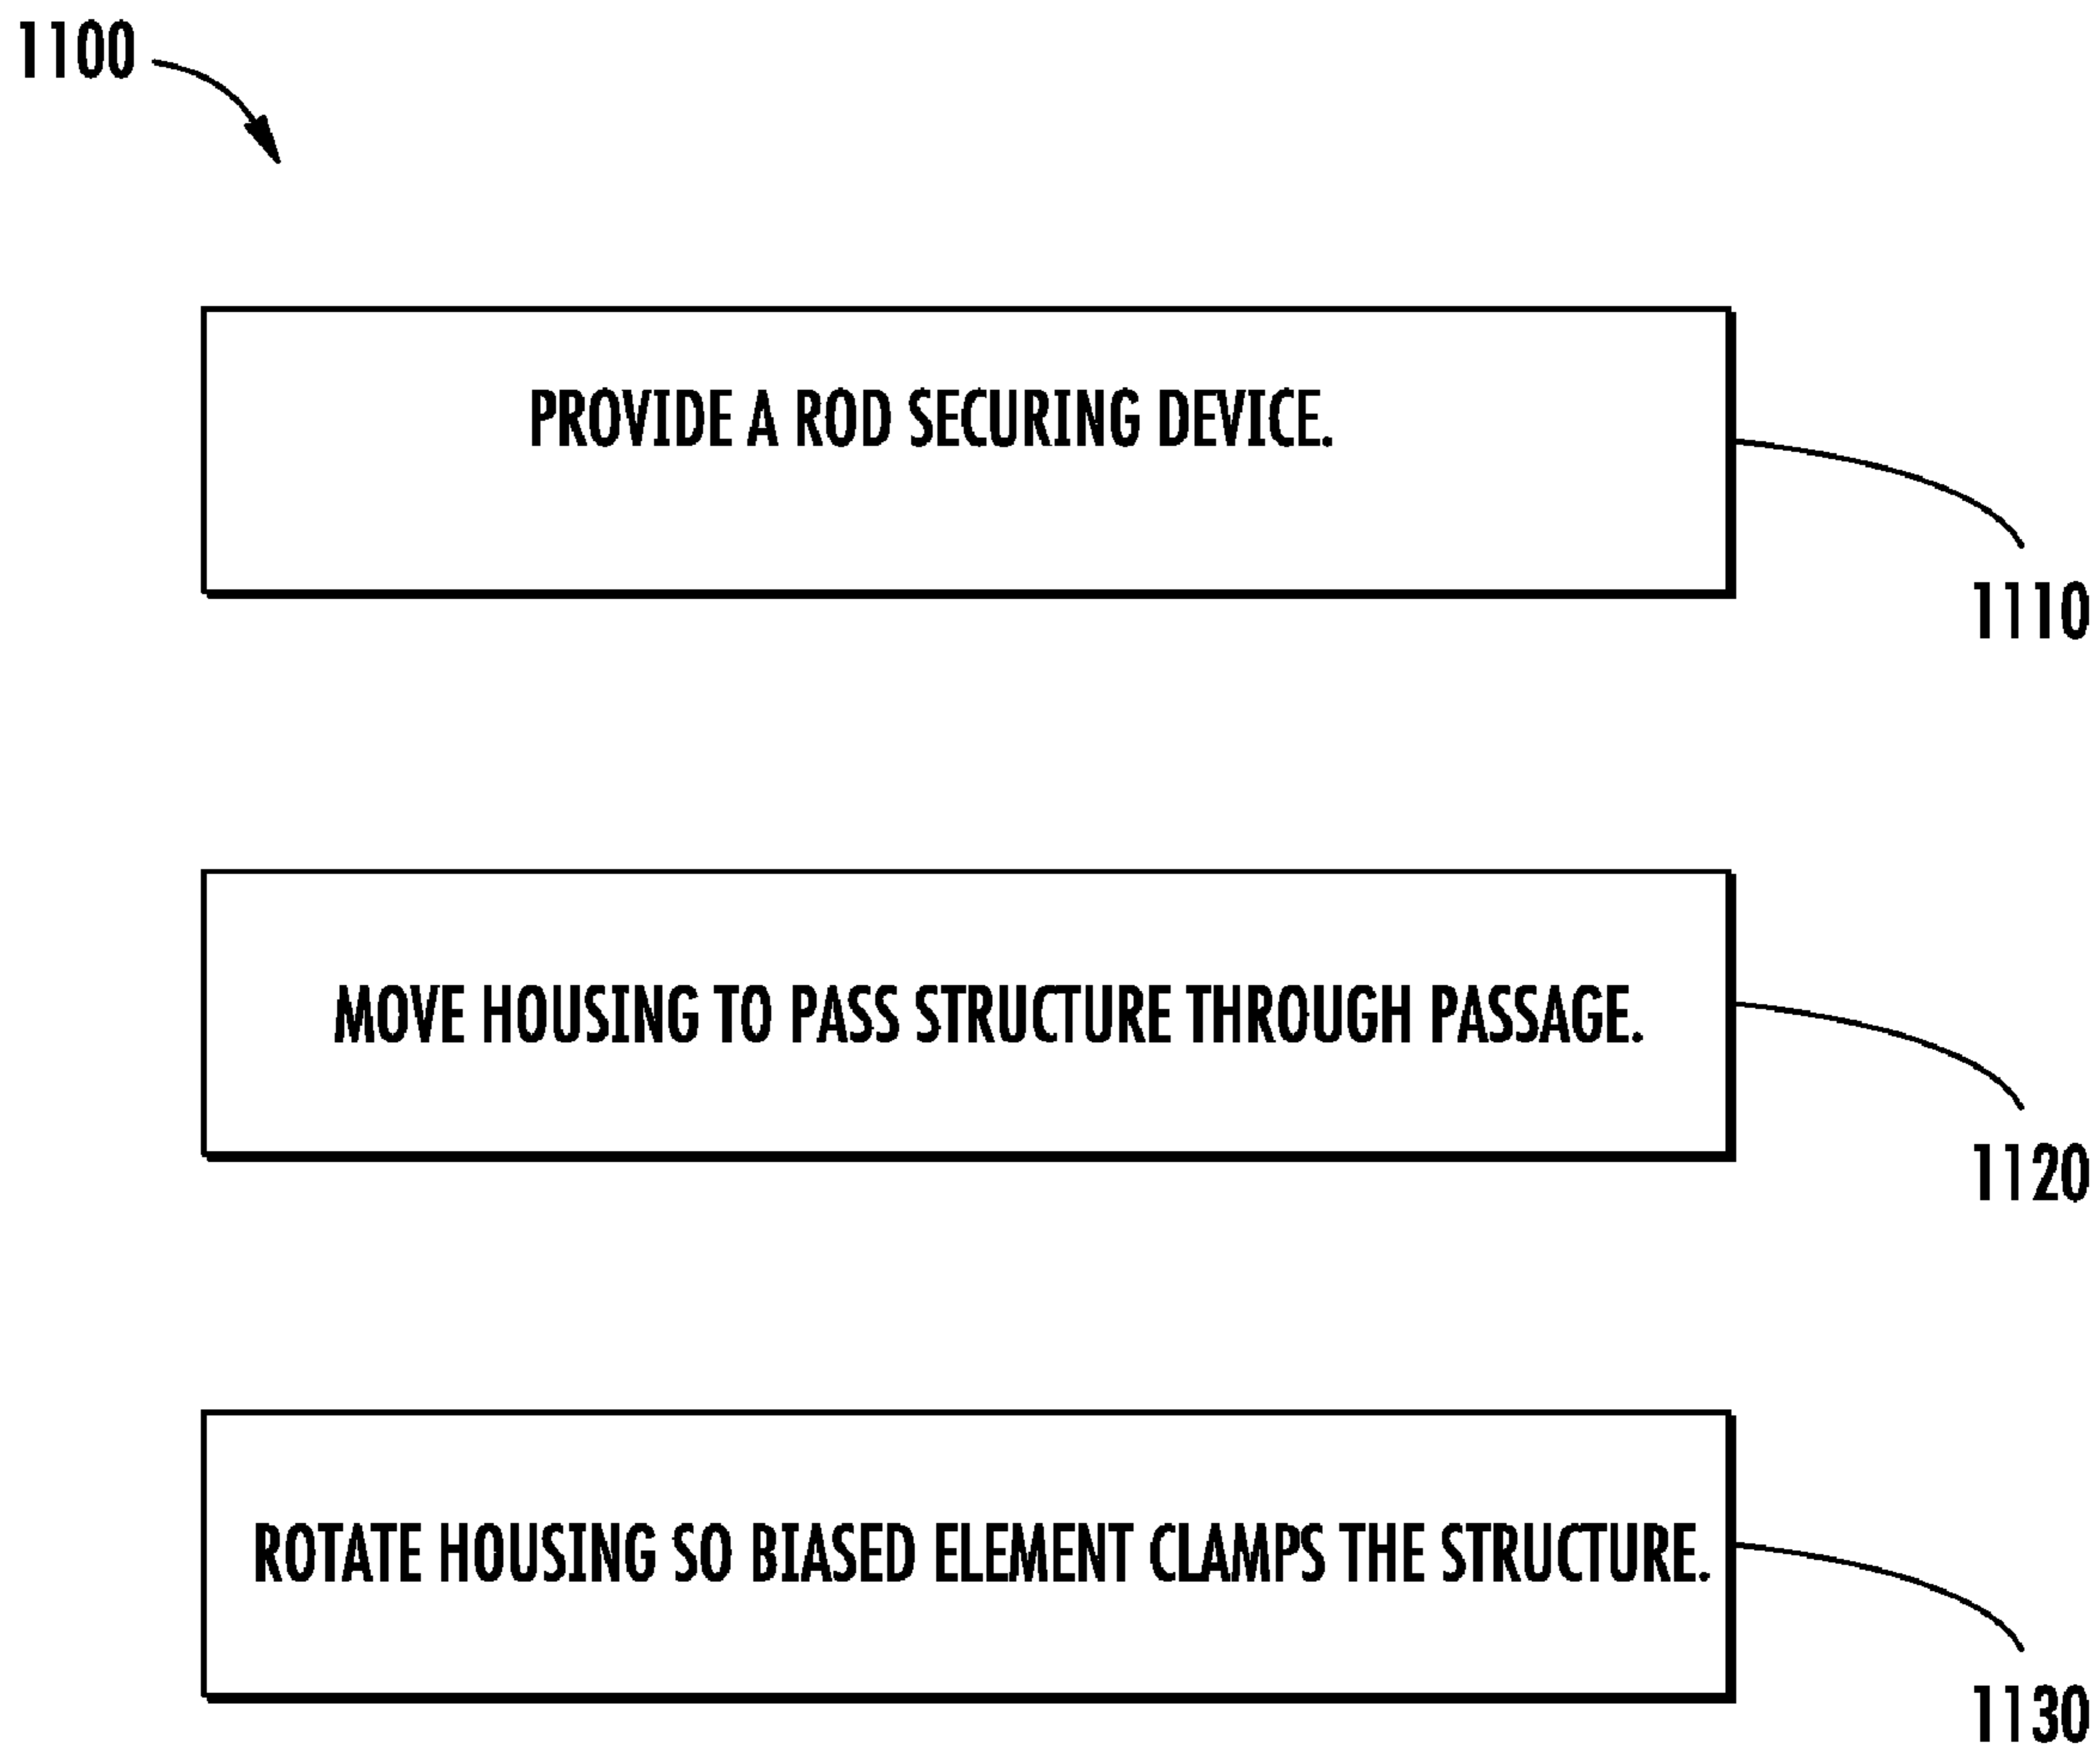 1100
PROVIDE A ROD SECURING DEVICE.
1110
MOVE HOUSING TO PASS STRUCTURE THROUGH PASSAGE.
1120
ROTATE HOUSING SO BIASED ELEMENT CLAMPS THE STRUCTURE.
1130